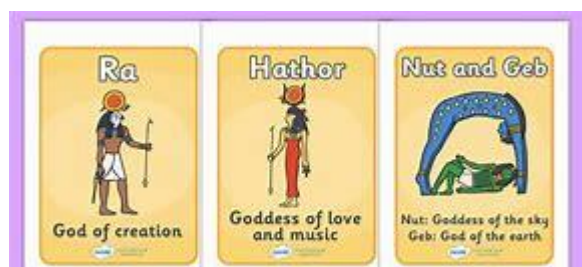 Ra
God of creation
Hathor
Goddess of love
and music
Nut and Geb
Nut: Goddess of the sky
Geb: God of the earth